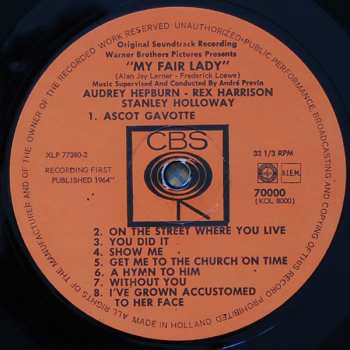 Original Soundtrack Recording
Warner Brothers Pictures Presents
"MY FAIR LADY"
(Alan Jay Lerner - Frederick Loewe)
Music Supervised and Conducted By André Previn
AUDREY HEPBURN - REX HARRISON
STANLEY HOLLOWAY
1. ASCOT GAVOTTE
CBS
XLP 77280-2
33 1/3 RPM
RECORDING FIRST
PUBLISHED 1964"
B.I.E.M.
70000
(KOL 8000)
2. ON THE STREET WHERE YOU LIVE
3. YOU DID IT
4. SHOW ME
5. GET ME TO THE CHURCH ON TIME
6. A HYMN TO HIM
7. WITHOUT YOU
8. I'VE GROWN ACCUSTOMED
TO HER FACE
ALL RIGHTS OF THE MANUFACTURER AND OF THE OWNER OF THE RECORDED WORK RESERVED UNAUTHORIZED PUBLIC PERFORMANCE BROADCASTING AND COPYING OF THIS RECORD PROHIBITED
MADE IN HOLLAND